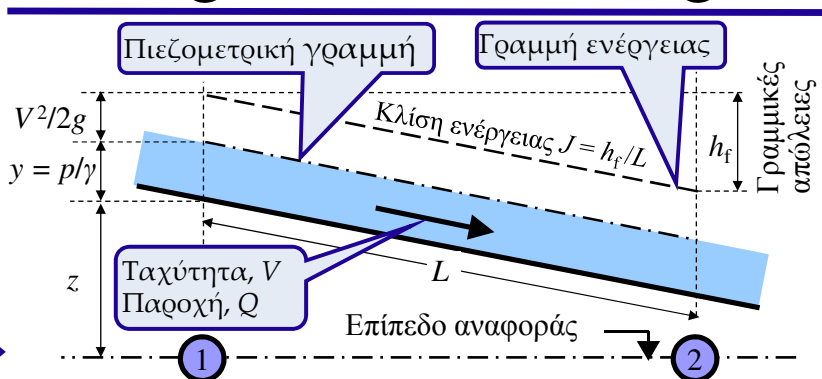 Πιεζομετρική γραμμή
Γραμμή ενέργειας
V²/2g
Κλίση ενέργειας J = h_f/L
h_f
Γραμμικές
απώλειες
y = p/γ
z
Ταχύτητα, V
Παροχή, Q
L
Επίπεδο αναφοράς
1
2